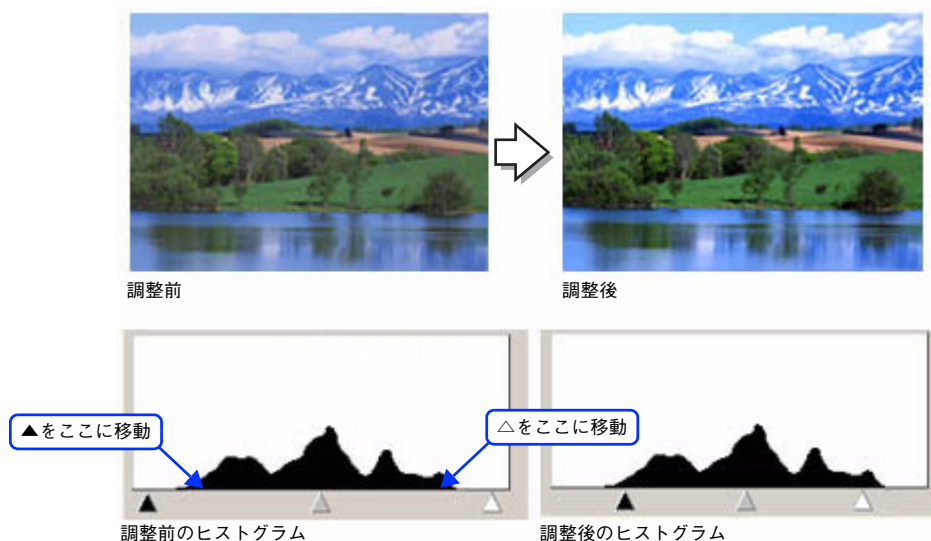 調整前
調整後
▲をここに移動
△をここに移動
調整前のヒストグラム
調整後のヒストグラム